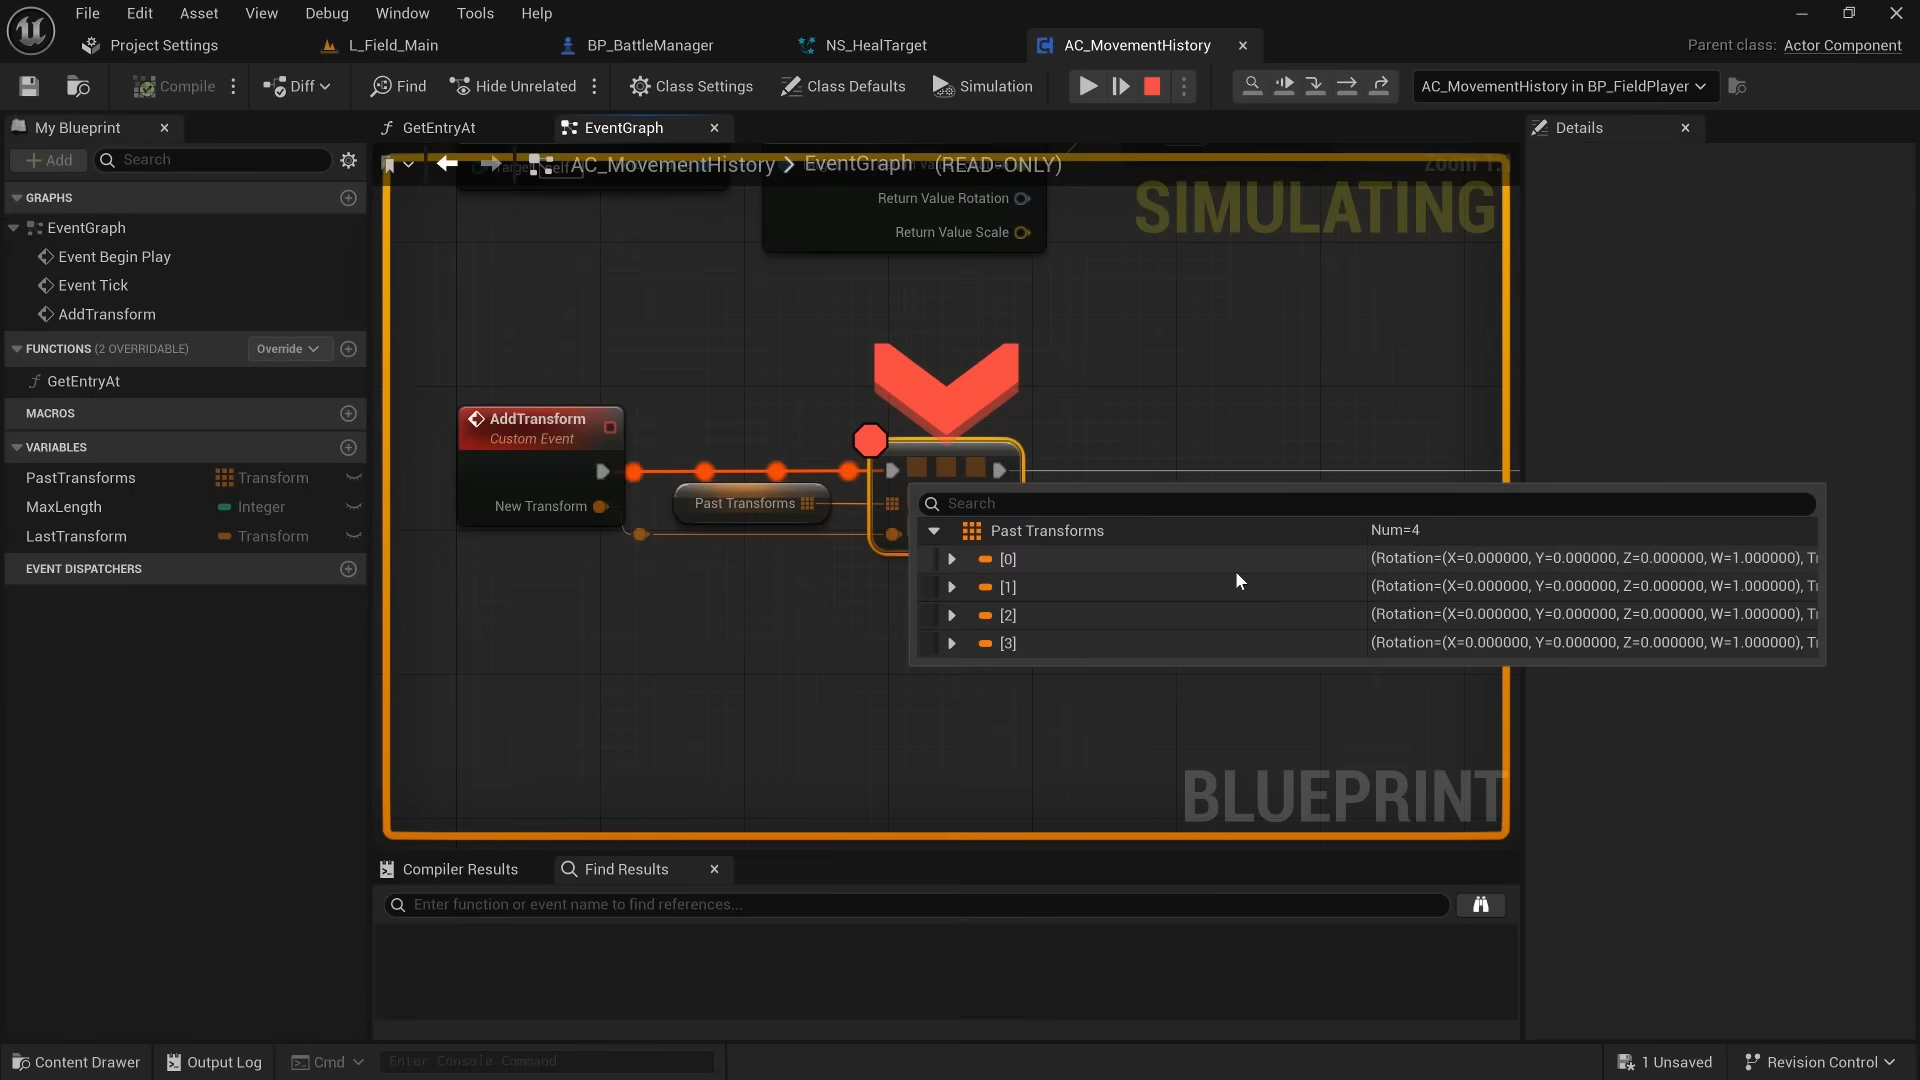 File Edit Asset View Debug Window Tools Help
Project Settings L_Field_Main BP_BattleManager NS_HealTarget AC_MovementHistory Parent class: Actor Component
Compile Diff Find Hide Unrelated Class Settings Class Defaults Simulation AC_MovementHistory in BP_FieldPlayer
My Blueprint GetEntryAt EventGraph Details
Add Search
AC_MovementHistory > EventGraph (READ-ONLY)
SIMULATING
Return Value Rotation
Return Value Scale
GRAPHS
EventGraph
Event Begin Play
Event Tick
AddTransform
FUNCTIONS (2 OVERRIDABLE) Override
GetEntryAt
MACROS
VARIABLES
PastTransforms Transform
MaxLength Integer
LastTransform Transform
EVENT DISPATCHERS
AddTransform
Custom Event
New Transform
Past Transforms
Search
Past Transforms Num=4
[0] (Rotation=(X=0.000000, Y=0.000000, Z=0.000000, W=1.000000),
[1] (Rotation=(X=0.000000, Y=0.000000, Z=0.000000, W=1.000000),
[2] (Rotation=(X=0.000000, Y=0.000000, Z=0.000000, W=1.000000),
[3] (Rotation=(X=0.000000, Y=0.000000, Z=0.000000, W=1.000000),
BLUEPRINT
Compiler Results Find Results
Enter function or event name to find references...
Content Drawer Output Log Cmd Enter Console Command 1 Unsaved Revision Control